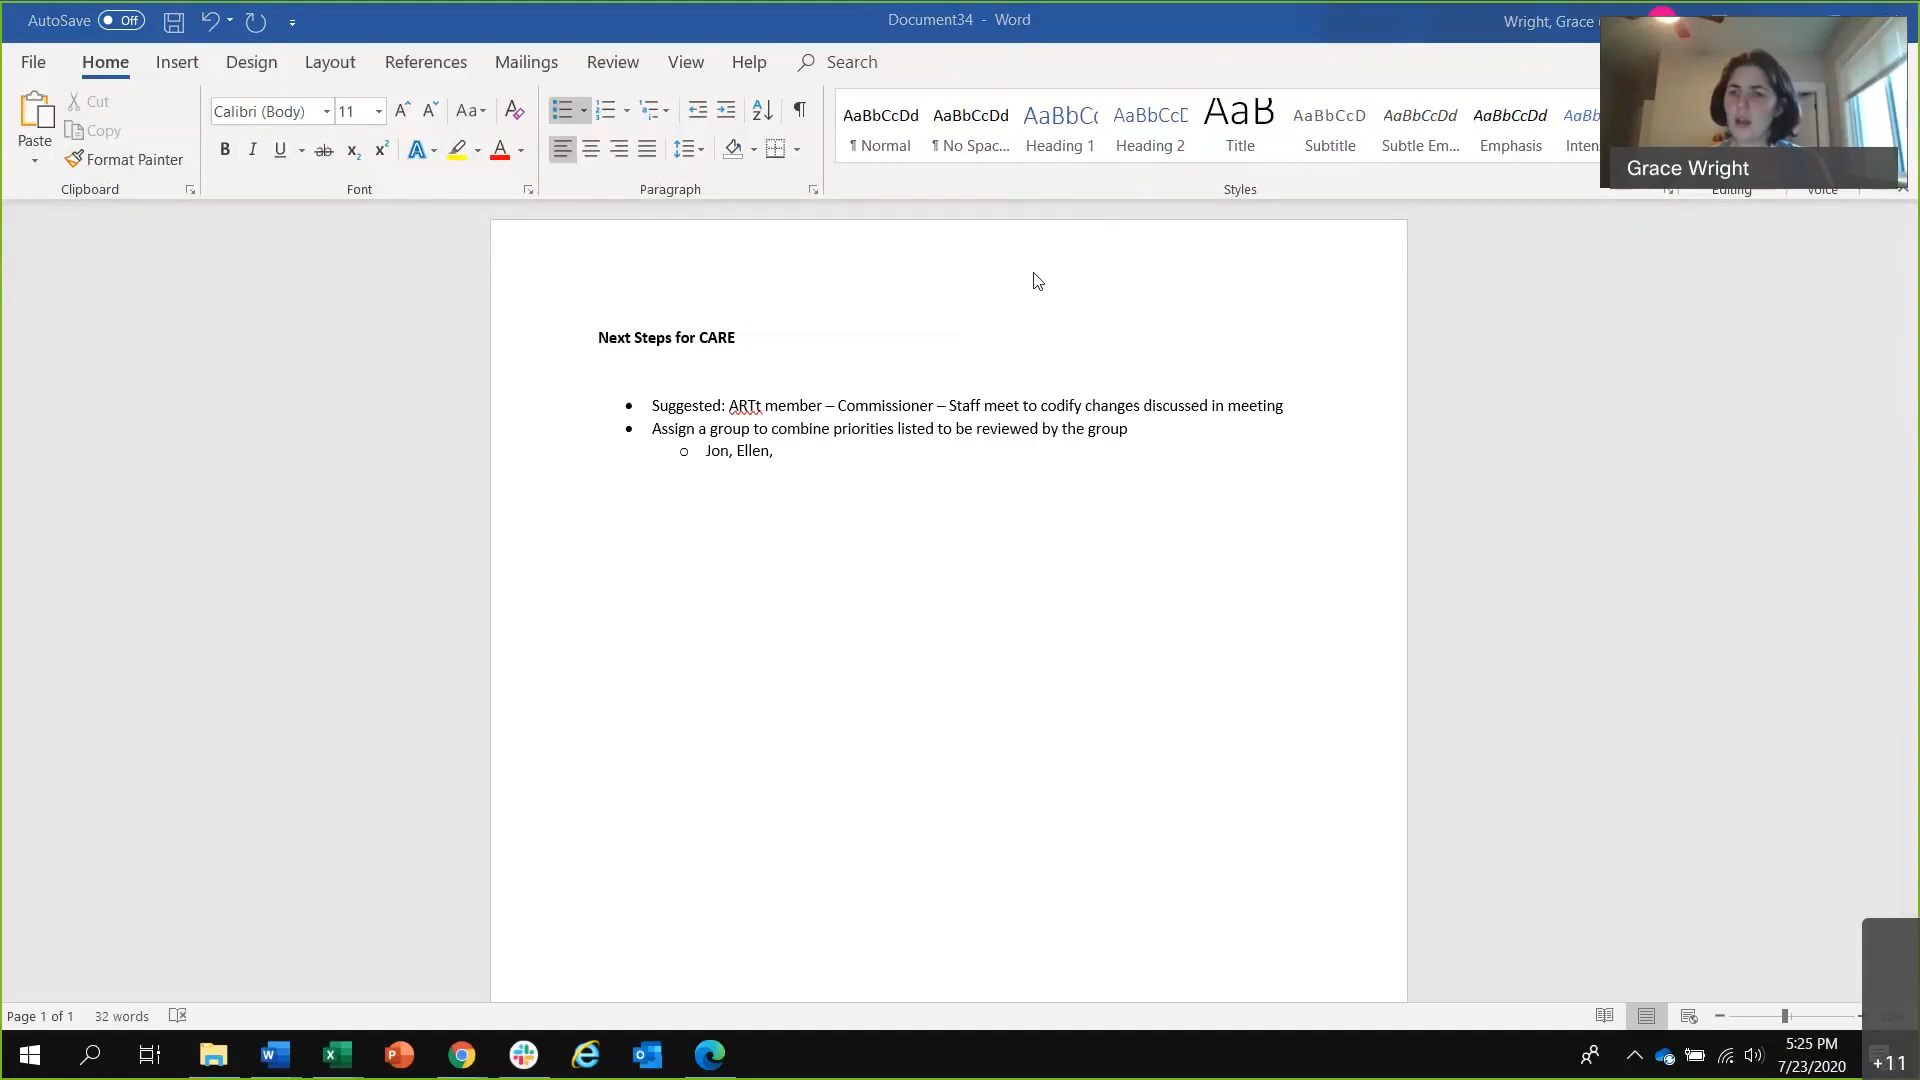 AutoSave Off Document34 - Word Wright, Grace
File Home Insert Design Layout References Mailings Review View Help Search
Paste
Cut
Copy
Format Painter
Clipboard
Calibri (Body) 11
Font
Paragraph
AaBbCcDd AaBbCcDd AaBbCc AaBbCcD AaB AaBbCcD AaBbCcDd AaBbCcDd AaBb
¶ Normal ¶ No Spac... Heading 1 Heading 2 Title Subtitle Subtle Em... Emphasis Inten
Styles
Editing
Voice
Grace Wright
Next Steps for CARE
• Suggested: ARTt member – Commissioner – Staff meet to codify changes discussed in meeting
• Assign a group to combine priorities listed to be reviewed by the group
o Jon, Ellen,
Page 1 of 1 32 words
5:25 PM
7/23/2020
+11